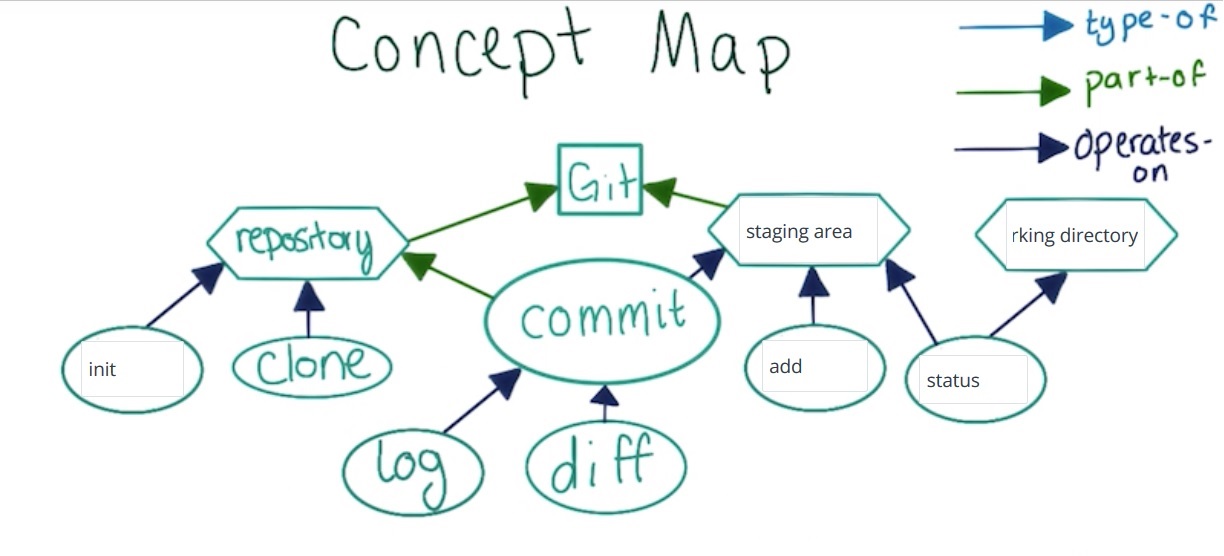 Concept Map
type-of
part-of
operates-
on
Git
repository
staging area
rking directory
commit
init
clone
add
status
log
diff